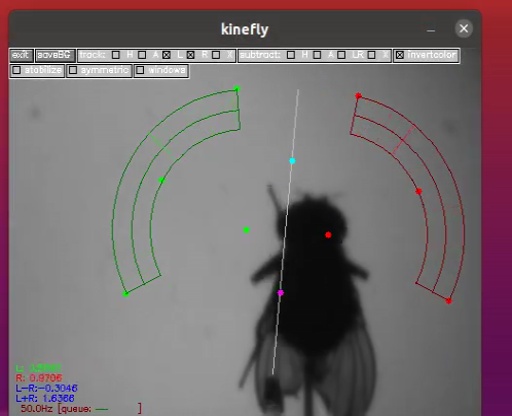 kinefly
exit saveBG track: H A L R X subtract: H A LR X invertcolor
stabilize symmetric windows
R: 0.9706
L-R:-0.3046
L+R: 1.6366
50.0Hz [queue: ]